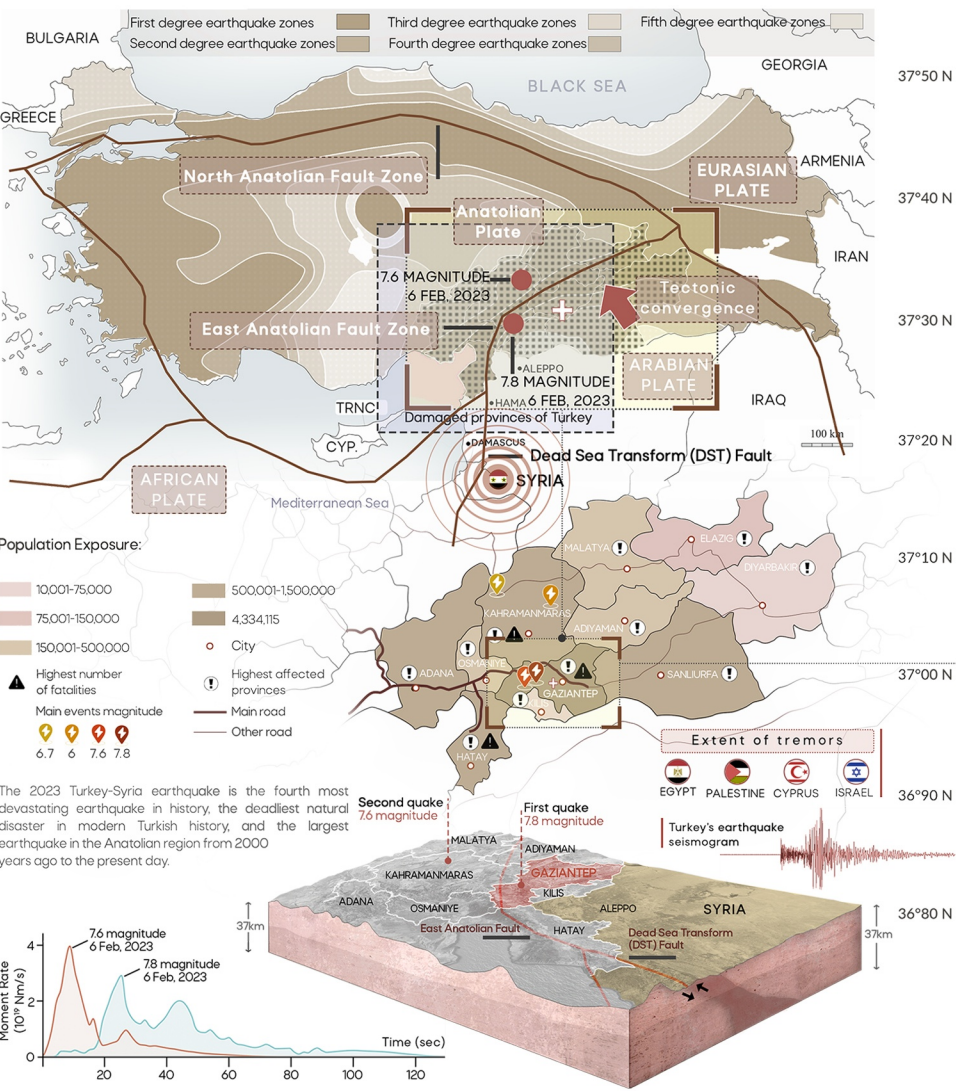 First degree earthquake zones
Third degree earthquake zones
Fifth degree earthquake zones
Second degree earthquake zones
Fourth degree earthquake zones
BULGARIA
GEORGIA
BLACK SEA
37°50 N
GREECE
ARMENIA
North Anatolian Fault Zone
EURASIAN
PLATE
37°40 N
Anatolian
Plate
IRAN
7.6 MAGNITUDE
6 FEB, 2023
Tectonic
convergence
East Anatolian Fault Zone
37°30 N
ALEPPO
ARABIAN
PLATE
7.8 MAGNITUDE
HAMA 6 FEB, 2023
TRNC
IRAQ
Damaged provinces of Turkey
CYP.
DAMASCUS
100 km
37°20 N
Dead Sea Transform (DST) Fault
AFRICAN
PLATE
SYRIA
Mediterranean Sea
Population Exposure:
10,001-75,000
500,001-1,500,000
75,001-150,000
4,334,115
150,001-500,000
City
Highest number
of fatalities
Highest affected
provinces
Main events magnitude
Main road
Other road
6.7 6 7.6 7.8
MALATYA
ELAZIG
37°10 N
DIYARBAKIR
KAHRAMANMARAS
ADIYAMAN
OSMANIYE
ADANA
GAZIANTEP
SANLIURFA
37°00 N
HATAY
Extent of tremors
EGYPT
PALESTINE
CYPRUS
ISRAEL
36°90 N
The 2023 Turkey-Syria earthquake is the fourth most
devastating earthquake in history, the deadliest natural
disaster in modern Turkish history, and the largest
earthquake in the Anatolian region from 2000
years ago to the present day.
Second quake
7.6 magnitude
First quake
7.8 magnitude
Turkey's earthquake
seismogram
MALATYA
ADIYAMAN
KAHRAMANMARAS
GAZIANTEP
KILIS
ADANA
OSMANIYE
ALEPPO
SYRIA
36°80 N
East Anatolian Fault
HATAY
Dead Sea Transform
(DST) Fault
37km
37km
7.6 magnitude
6 Feb, 2023
7.8 magnitude
6 Feb, 2023
Moment Rate
(10¹⁹ Nm/s)
4
2
0
Time (sec)
20 40 60 80 100 120